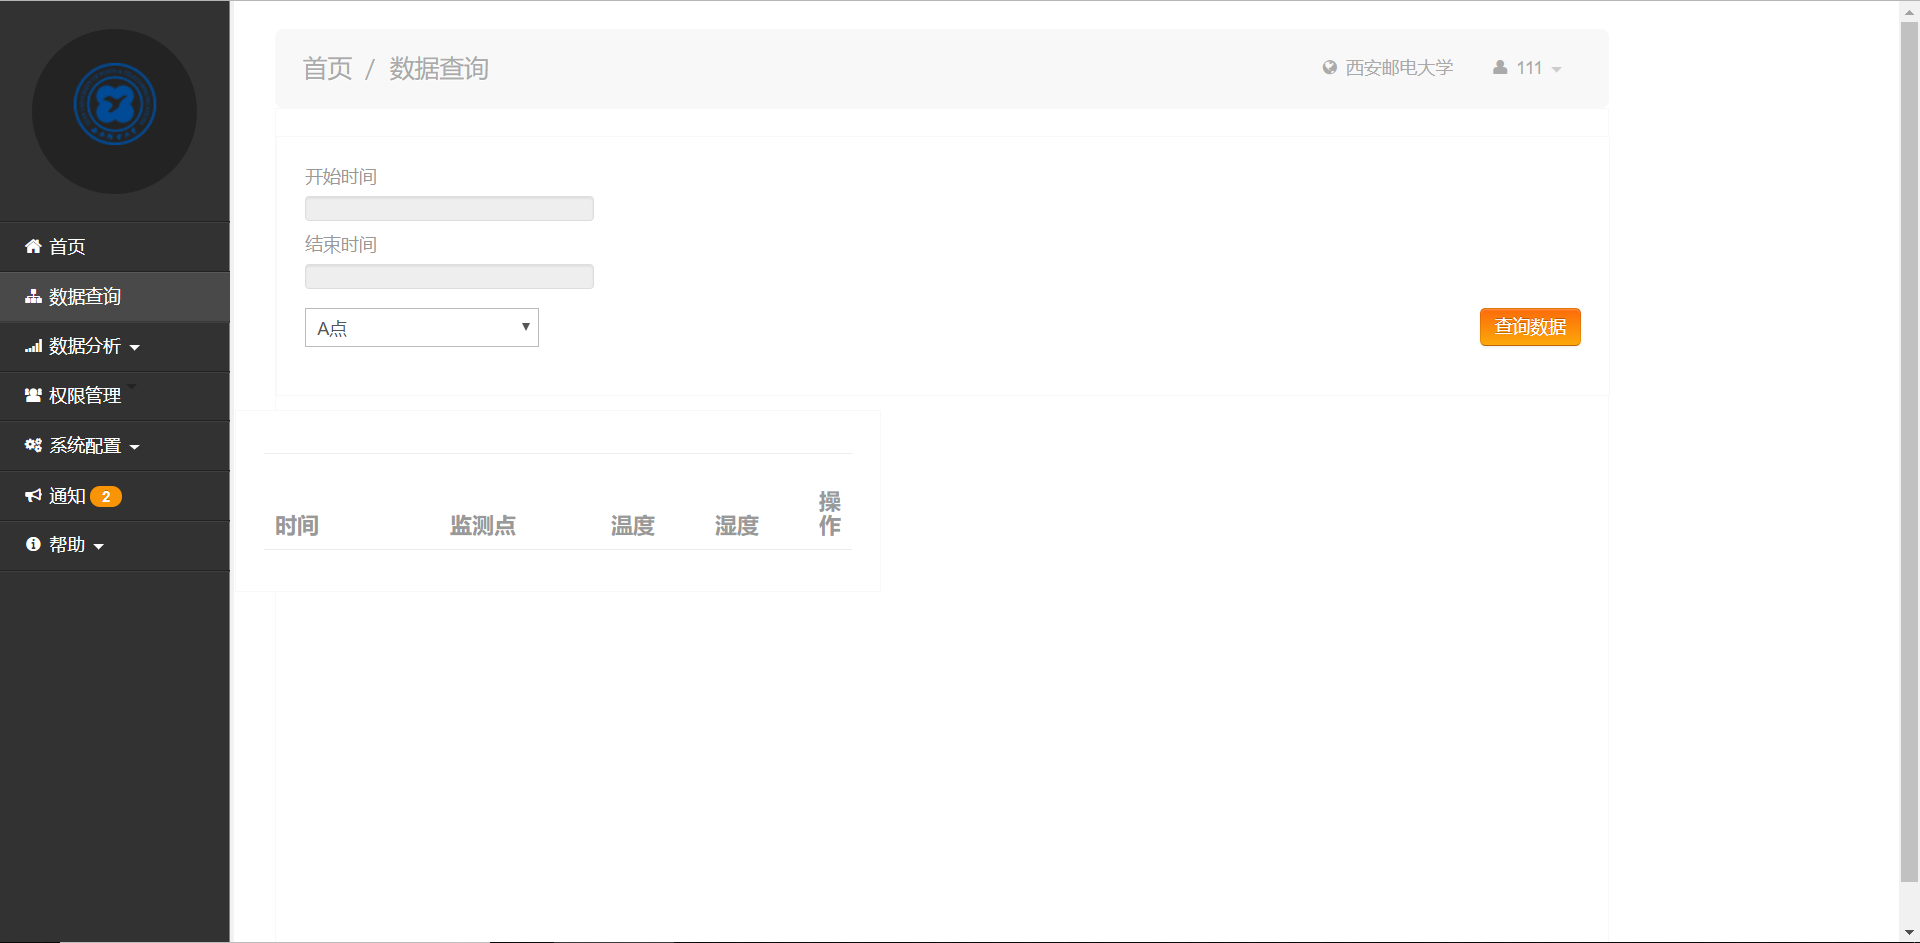 首页
数据查询
数据分析
权限管理
系统配置
通知 2
帮助
首页 / 数据查询
西安邮电大学
111
开始时间
结束时间
A点
查询数据
时间 监测点 温度 湿度 操作